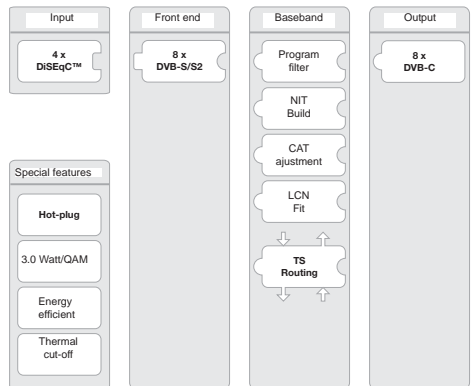 Input
4 x
DiSEqC™
Special features
Hot-plug
3.0 Watt/QAM
Energy
efficient
Thermal
cut-off
Front end
8 x
DVB-S/S2
Baseband
Program
filter
NIT
Build
CAT
ajustment
LCN
Fit
TS
Routing
Output
8 x
DVB-C